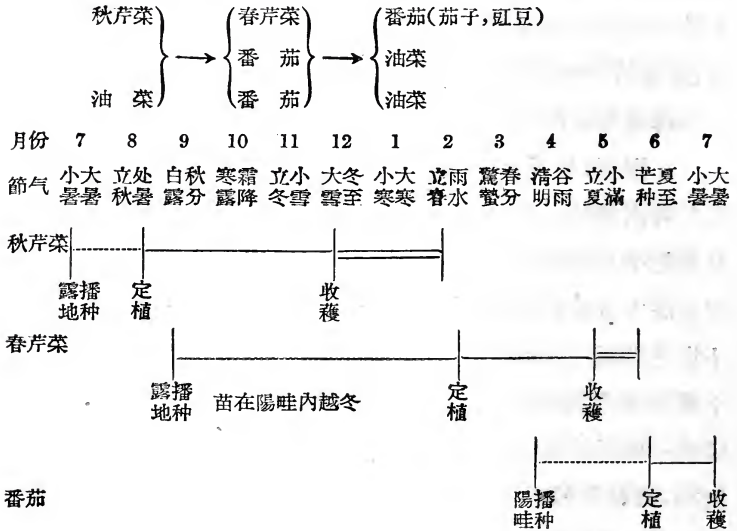 秋芹菜 春芹菜 番茄(茄子,豇豆)
番 茄 油菜
油 菜 番 茄 油菜
月份 7 8 9 10 11 12 1 2 3 4 5 6 7
節气 小暑 大暑 立秋 处暑 白露 秋分 寒露 霜降 立冬 小雪 大雪 冬至 小寒 大寒 立春 雨水 驚螫 春分 清明 谷雨 立夏 小滿 芒种 夏至 小暑 大暑
秋芹菜
露地 播种 定植 收穫
春芹菜
露地 播种 苗在陽畦內越冬 定植 收穫
番茄
陽畦 播种 定植 收穫